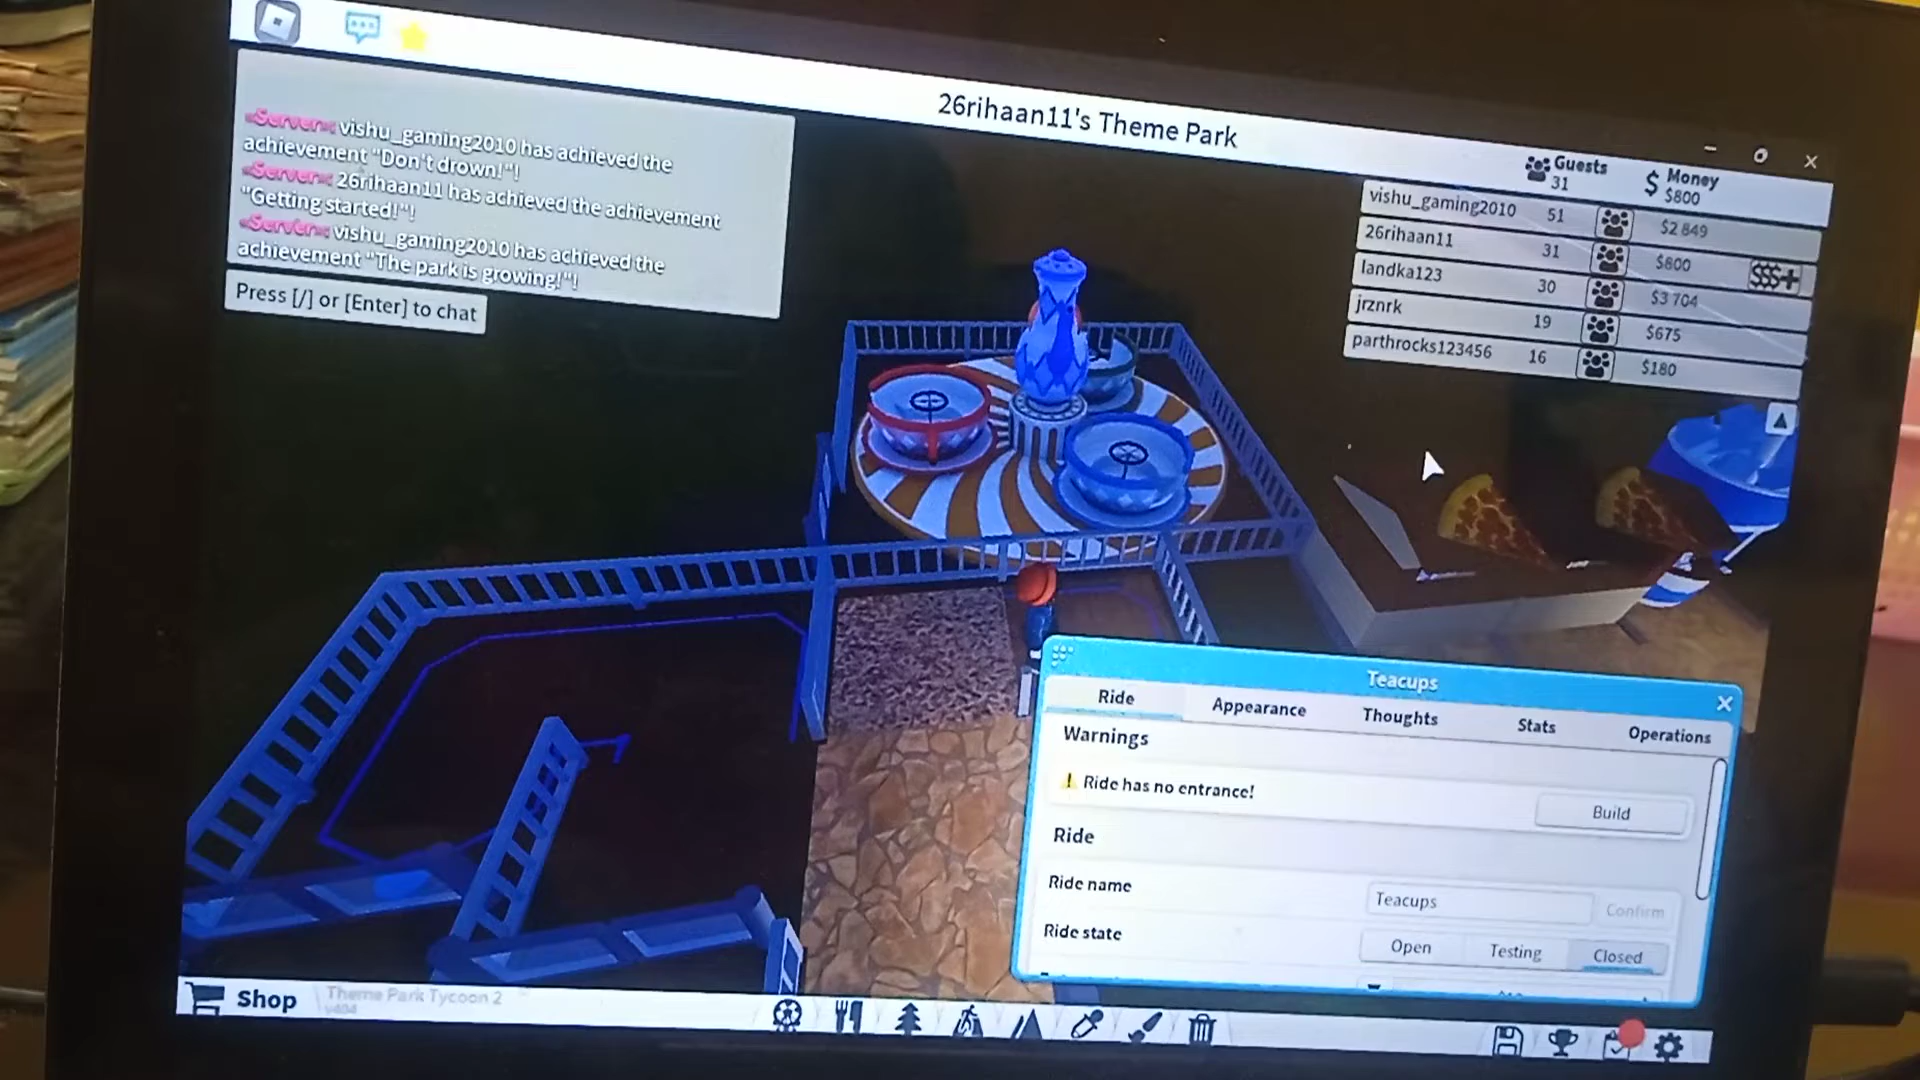 26rihaan11's Theme Park
«Server»: vishu_gaming2010 has achieved the
achievement "Don't drown!"!
«Server»: 26rihaan11 has achieved the achievement
"Getting started!"!
«Server»: vishu_gaming2010 has achieved the
achievement "The park is growing!"!
Press [/] or [Enter] to chat
Guests
31
$ Money
$800
vishu_gaming2010 51 $2 849
26rihaan11 31 $800 $$$+
landka123 30 $3 704
jrznrk 19 $675
parthrocks123456 16 $180
Teacups
Ride Appearance Thoughts Stats Operations
Warnings
Ride has no entrance! Build
Ride
Ride name Teacups Confirm
Ride state Open Testing Closed
Shop
Theme Park Tycoon 2